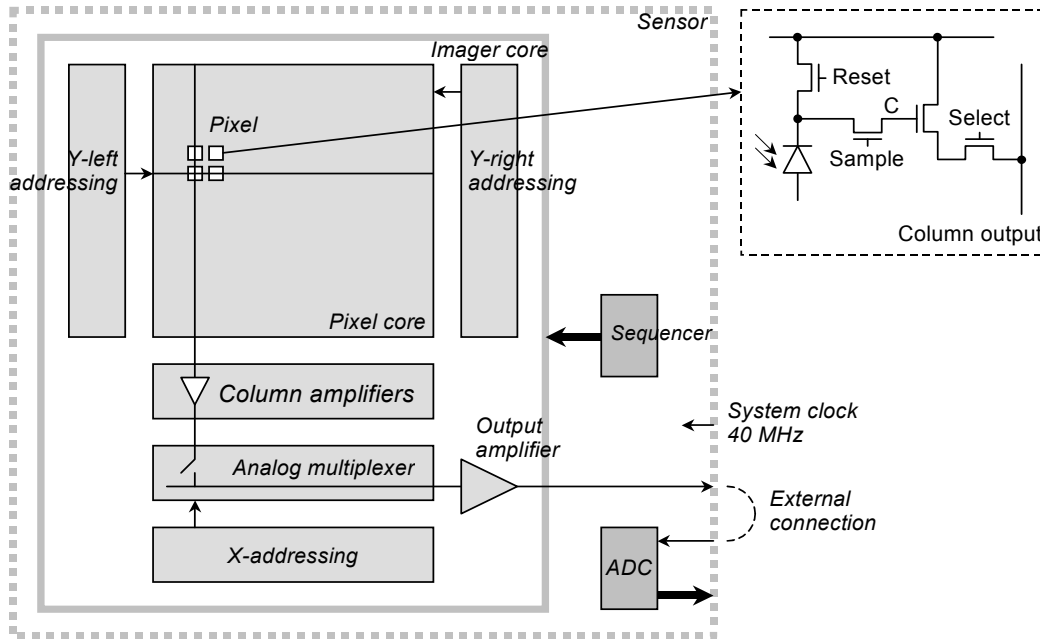 Sensor
Imager core
Reset
C
Select
Sample
Column output
Pixel
Y-left
addressing
Y-right
addressing
Pixel core
Sequencer
Column amplifiers
System clock
40 MHz
Output
amplifier
Analog multiplexer
External
connection
X-addressing
ADC